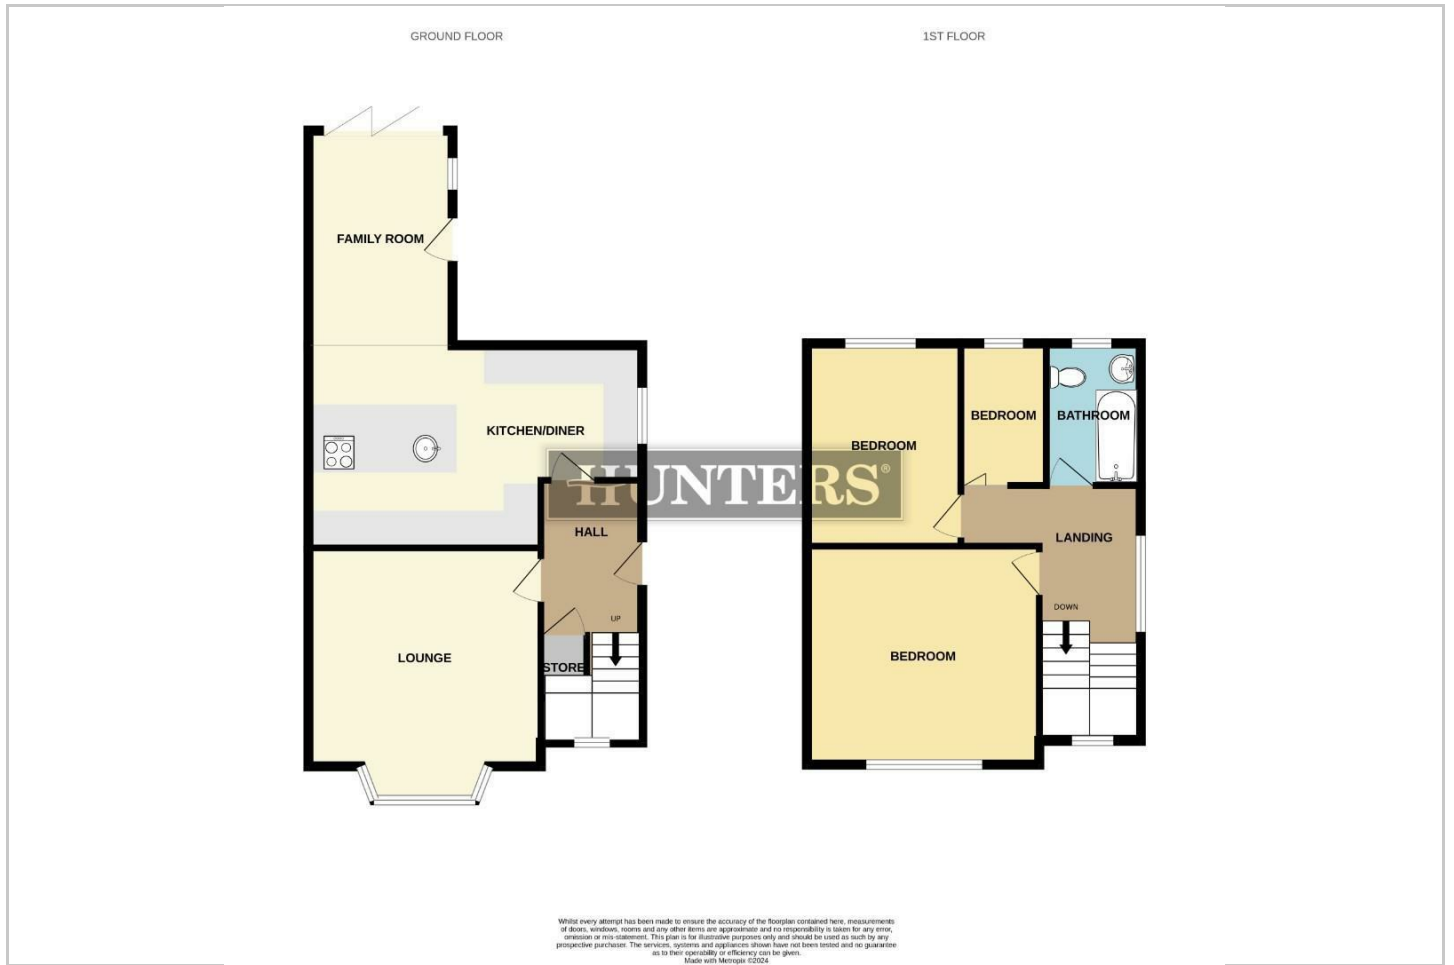 GROUND FLOOR
1ST FLOOR
FAMILY ROOM
KITCHEN/DINER
HALL
UP
STORE
LOUNGE
BEDROOM
BEDROOM
BATHROOM
LANDING
DOWN
BEDROOM
HUNTERS®
Whilst every attempt has been made to ensure the accuracy of the floorplan contained here, measurements
of doors, windows, rooms and any other items are approximate and no responsibility is taken for any error,
omission or mis-statement. This plan is for illustrative purposes only and should be used as such by any
prospective purchaser. The services, systems and appliances shown have not been tested and no guarantee
as to their operability or efficiency can be given.
Made with Metropix ©2024